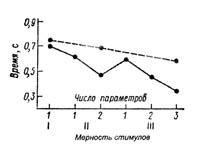 Время, с
0,9
0,7
0,5
0,3
Число параметров
1 1 2 1 2 3
I II III
Мерность стимулов